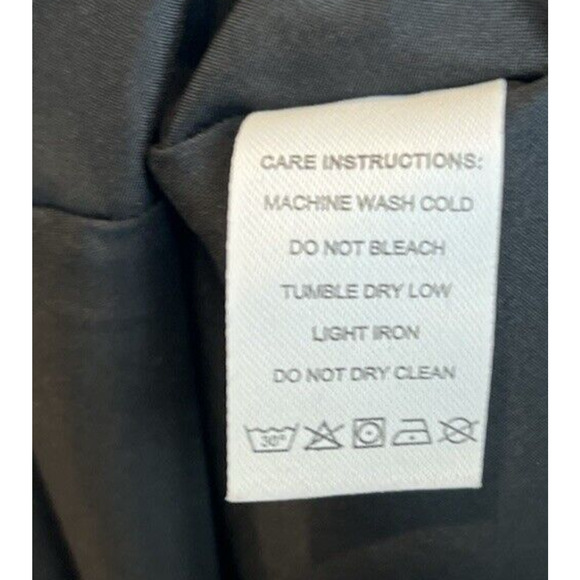 CARE INSTRUCTIONS:
MACHINE WASH COLD
DO NOT BLEACH
TUMBLE DRY LOW
LIGHT IRON
DO NOT DRY CLEAN
30°